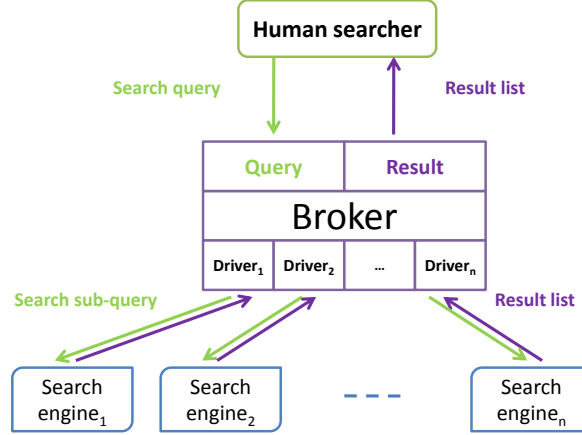 Human searcher
Search query
Result list
Query
Result
Broker
Driver₁
Driver₂
...
Driverₙ
Search sub-query
Result list
Search
engine₁
Search
engine₂
Search
engineₙ